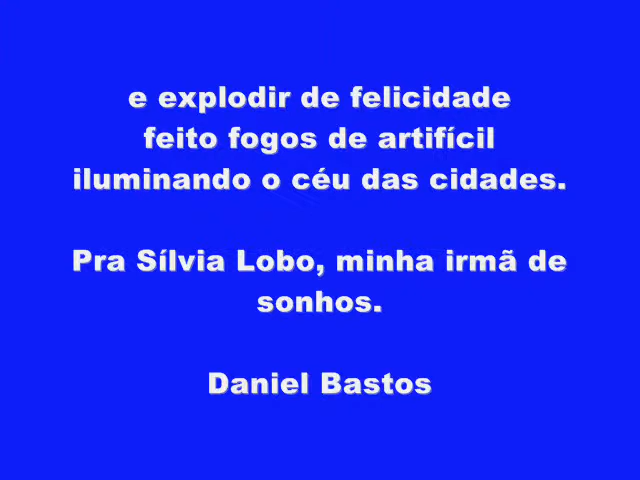 e explodir de felicidade
feito fogos de artifícil
iluminando o céu das cidades.
Pra Sílvia Lobo, minha irmã de
sonhos.
Daniel Bastos